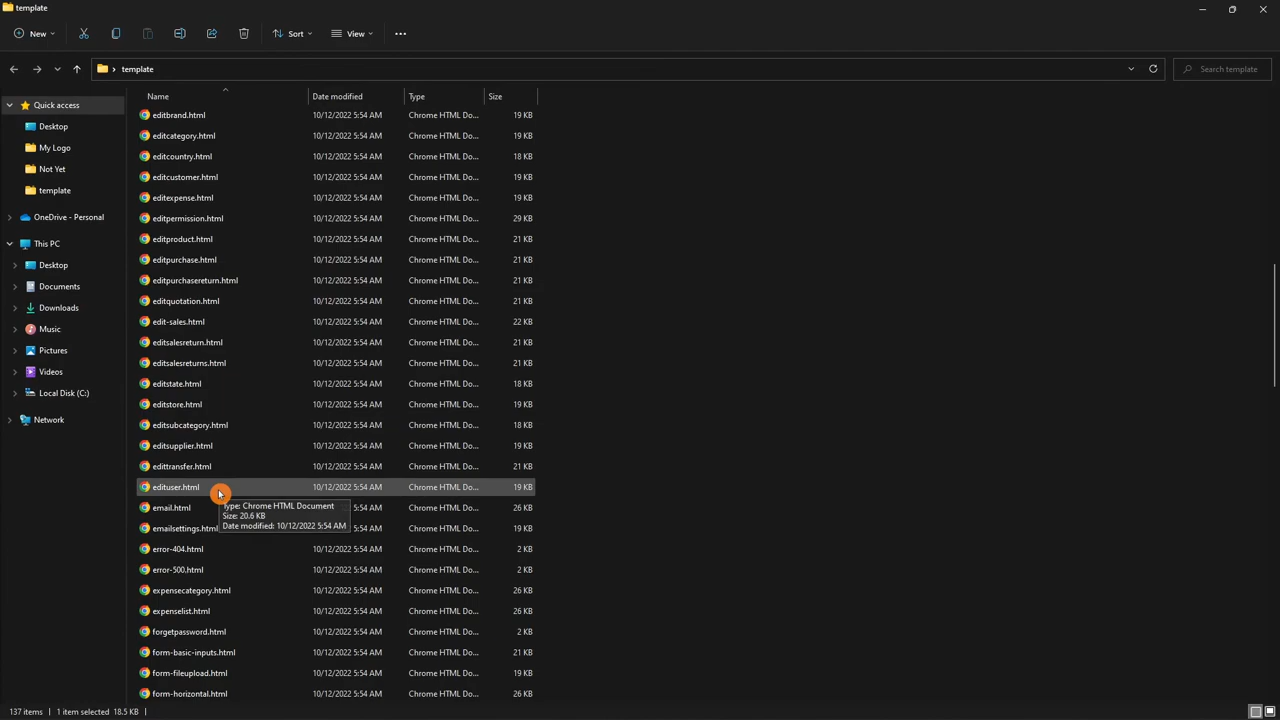 template
New
Sort
View
template
Search template
Name Date modified Type Size
Quick access
Desktop
My Logo
Not Yet
template
OneDrive - Personal
This PC
Desktop
Documents
Downloads
Music
Pictures
Videos
Local Disk (C:)
Network
editbrand.html 10/12/2022 5:54 AM Chrome HTML Do... 19 KB
editcategory.html 10/12/2022 5:54 AM Chrome HTML Do... 19 KB
editcountry.html 10/12/2022 5:54 AM Chrome HTML Do... 18 KB
editcustomer.html 10/12/2022 5:54 AM Chrome HTML Do... 19 KB
editexpense.html 10/12/2022 5:54 AM Chrome HTML Do... 19 KB
editpermission.html 10/12/2022 5:54 AM Chrome HTML Do... 29 KB
editproduct.html 10/12/2022 5:54 AM Chrome HTML Do... 21 KB
editpurchase.html 10/12/2022 5:54 AM Chrome HTML Do... 21 KB
editpurchasereturn.html 10/12/2022 5:54 AM Chrome HTML Do... 21 KB
editquotation.html 10/12/2022 5:54 AM Chrome HTML Do... 21 KB
edit-sales.html 10/12/2022 5:54 AM Chrome HTML Do... 22 KB
editsalesreturn.html 10/12/2022 5:54 AM Chrome HTML Do... 21 KB
editsalesreturns.html 10/12/2022 5:54 AM Chrome HTML Do... 21 KB
editstate.html 10/12/2022 5:54 AM Chrome HTML Do... 18 KB
editstore.html 10/12/2022 5:54 AM Chrome HTML Do... 19 KB
editsubcategory.html 10/12/2022 5:54 AM Chrome HTML Do... 18 KB
editsupplier.html 10/12/2022 5:54 AM Chrome HTML Do... 19 KB
edittransfer.html 10/12/2022 5:54 AM Chrome HTML Do... 21 KB
edituser.html 10/12/2022 5:54 AM Chrome HTML Do... 19 KB
email.html 5:54 AM Chrome HTML Do... 26 KB
Type: Chrome HTML Document
Size: 20.6 KB
Date modified: 10/12/2022 5:54 AM
emailsettings.html 5:54 AM Chrome HTML Do... 19 KB
error-404.html 10/12/2022 5:54 AM Chrome HTML Do... 2 KB
error-500.html 10/12/2022 5:54 AM Chrome HTML Do... 2 KB
expensecategory.html 10/12/2022 5:54 AM Chrome HTML Do... 26 KB
expenselist.html 10/12/2022 5:54 AM Chrome HTML Do... 26 KB
forgetpassword.html 10/12/2022 5:54 AM Chrome HTML Do... 2 KB
form-basic-inputs.html 10/12/2022 5:54 AM Chrome HTML Do... 21 KB
form-fileupload.html 10/12/2022 5:54 AM Chrome HTML Do... 19 KB
form-horizontal.html 10/12/2022 5:54 AM Chrome HTML Do... 26 KB
137 items 1 item selected 18.5 KB